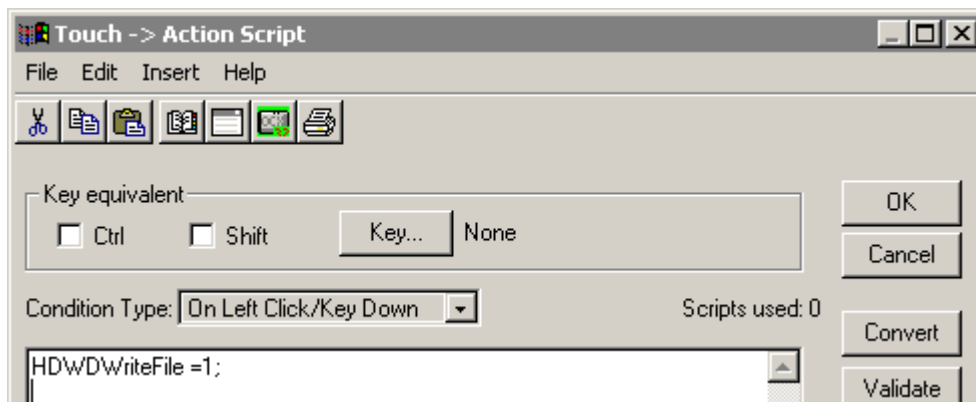 Touch -> Action Script
File Edit Insert Help
Key equivalent
Ctrl Shift Key... None
OK
Cancel
Condition Type: On Left Click/Key Down Scripts used: 0
Convert
HDWDWriteFile =1;
Validate